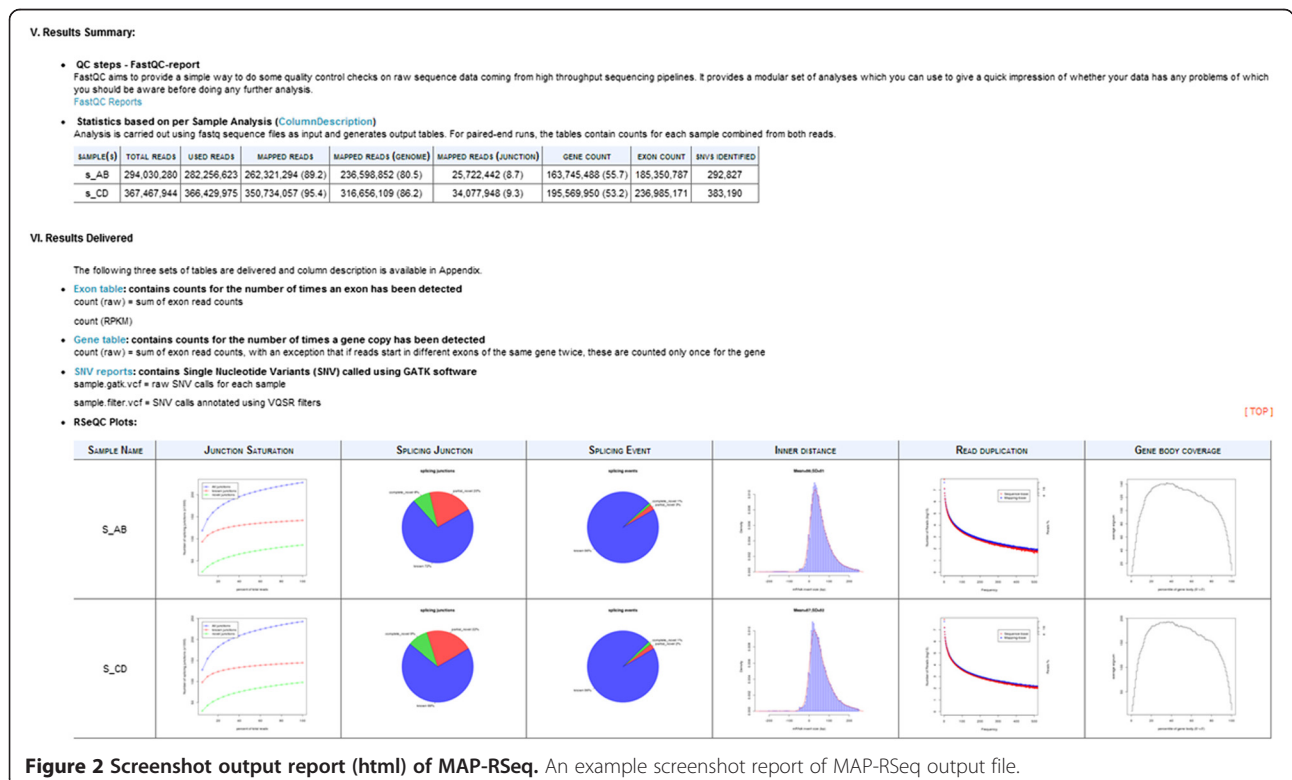 V. Results Summary:
• QC steps - FastQC-report
FastQC aims to provide a simple way to do some quality control checks on raw sequence data coming from high throughput sequencing pipelines. It provides a modular set of analyses which you can use to give a quick impression of whether your data has any problems of which
you should be aware before doing any further analysis.
FastQC Reports
• Statistics based on per Sample Analysis (ColumnDescription)
Analysis is carried out using fastq sequence files as input and generates output tables. For paired-end runs, the tables contain counts for each sample combined from both reads.
SAMPLE(S) TOTAL READS USED READS MAPPED READS MAPPED READS (GENOME) MAPPED READS (JUNCTION) GENE COUNT EXON COUNT SNVS IDENTIFIED
s_AB 294,030,280 282,256,623 262,321,294 (89.2) 236,598,852 (80.5) 25,722,442 (8.7) 163,745,488 (55.7) 185,350,787 292,827
s_CD 367,467,944 366,429,975 350,734,057 (95.4) 316,656,109 (86.2) 34,077,948 (9.3) 195,569,950 (53.2) 236,985,171 383,190
VI. Results Delivered
The following three sets of tables are delivered and column description is available in Appendix.
• Exon table: contains counts for the number of times an exon has been detected
count (raw) = sum of exon read counts
count (RPKM)
• Gene table: contains counts for the number of times a gene copy has been detected
count (raw) = sum of exon read counts, with an exception that if reads start in different exons of the same gene twice, these are counted only once for the gene
• SNV reports: contains Single Nucleotide Variants (SNV) called using GATK software
sample.gatk.vcf = raw SNV calls for each sample
sample.filter.vcf = SNV calls annotated using VQSR filters
[TOP]
• RSeQC Plots:
SAMPLE NAME JUNCTION SATURATION SPLICING JUNCTION SPLICING EVENT INNER DISTANCE READ DUPLICATION GENE BODY COVERAGE
S_AB
splicing junctions
splicing events
S_CD
splicing junctions
splicing events
Figure 2 Screenshot output report (html) of MAP-RSeq. An example screenshot report of MAP-RSeq output file.